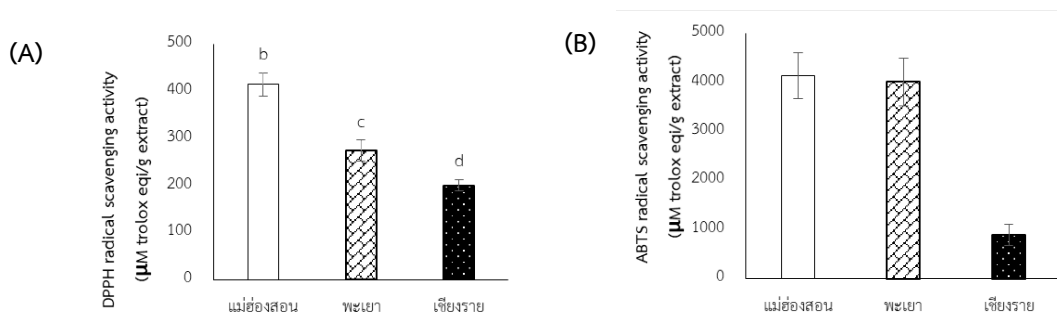 (A)
DPPH radical scavenging activity
(µM trolox eqi/g extract)
500
400
300
200
100
0
b
c
d
แม่ฮ่องสอน พะเยา เชียงราย
(B)
ABTS radical scavenging activity
(µM trolox eqi/g extract)
5000
4000
3000
2000
1000
0
แม่ฮ่องสอน พะเยา เชียงราย